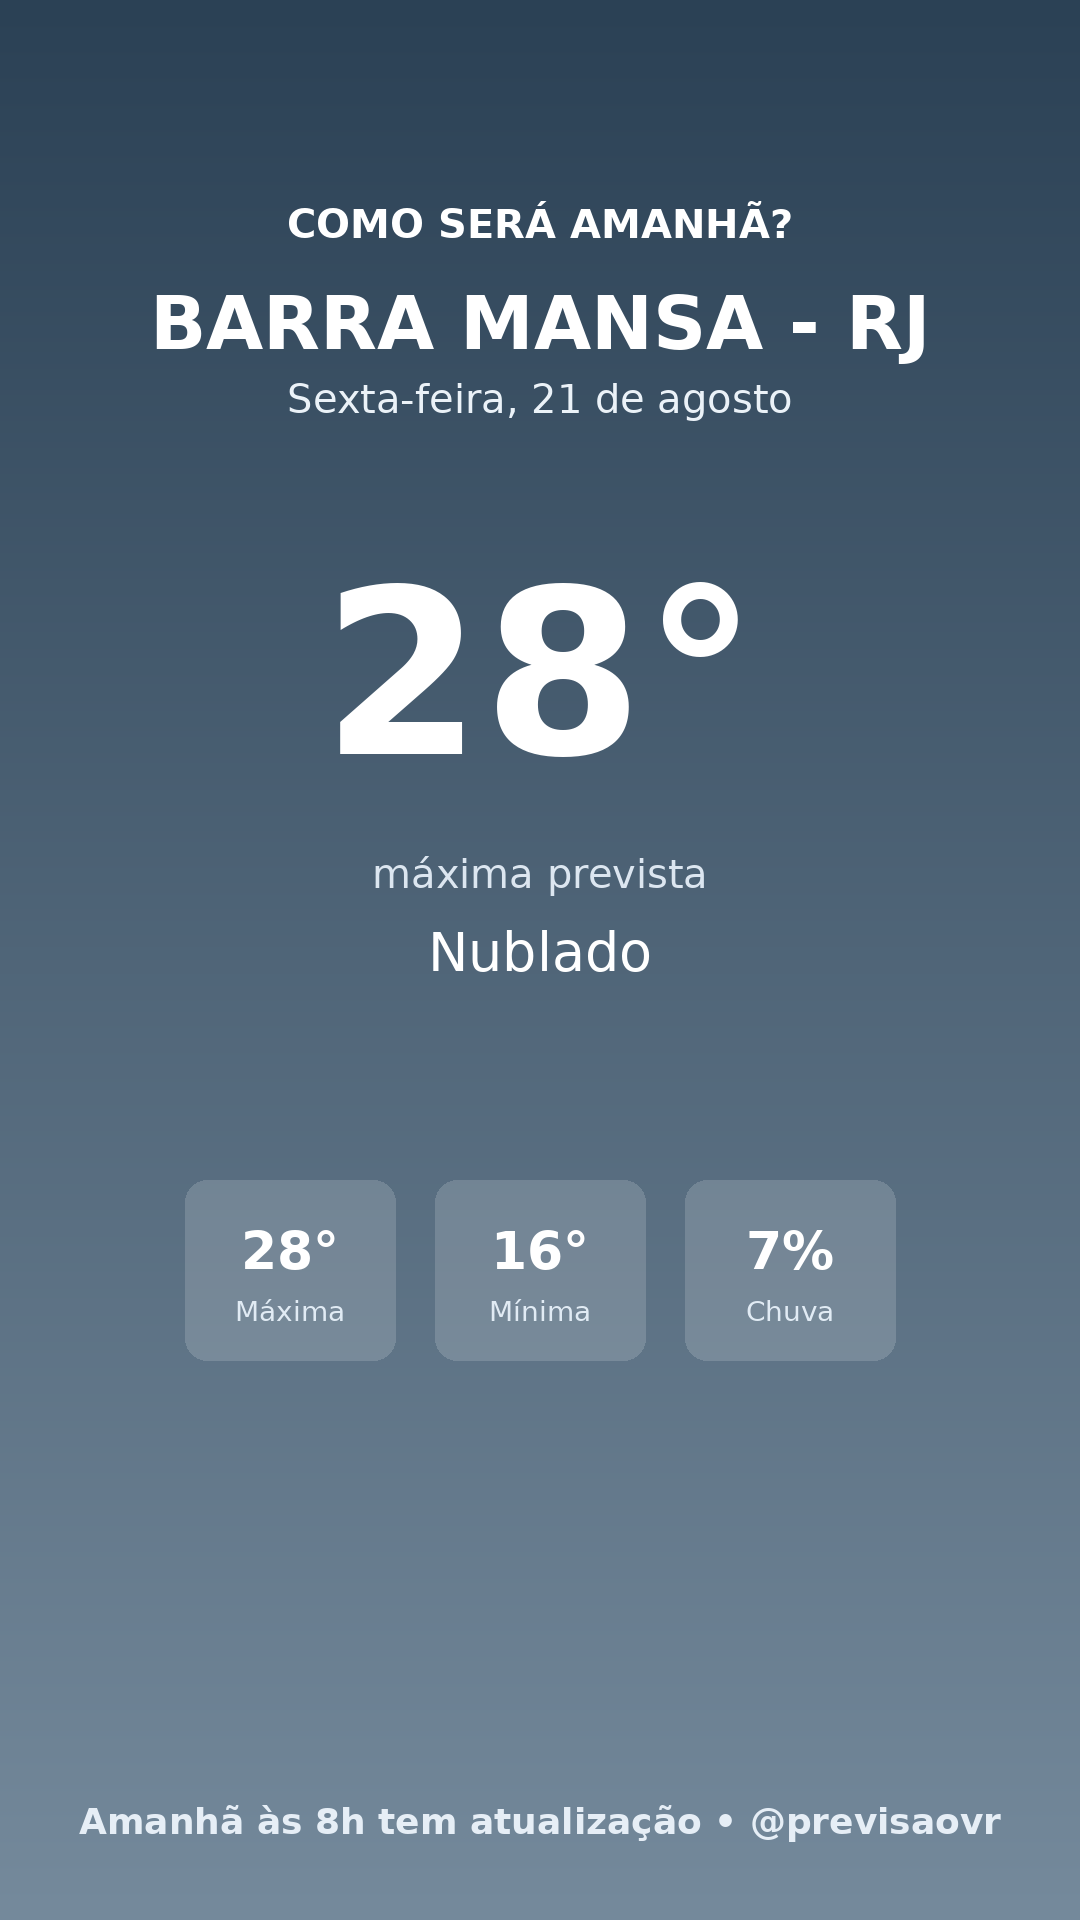 COMO SERÁ AMANHÃ?
BARRA MANSA - RJ
Sexta-feira, 21 de agosto
28°
máxima prevista
Nublado
28°
Máxima
16°
Mínima
7%
Chuva
Amanhã às 8h tem atualização • @previsaovr